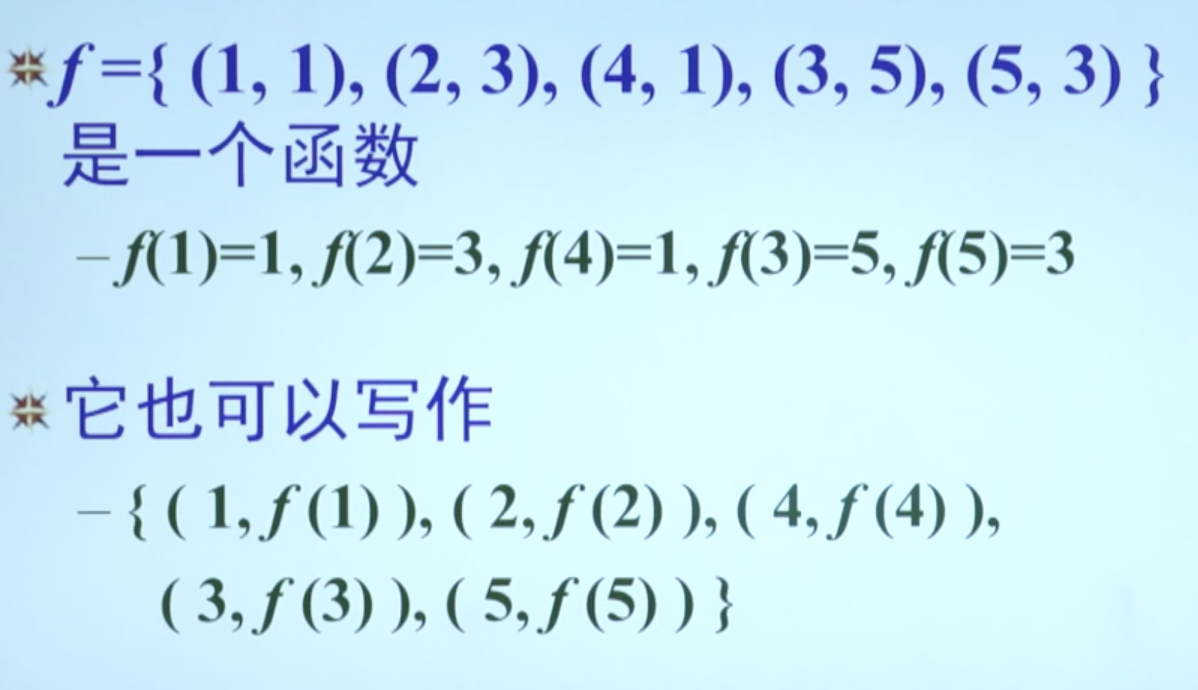 f ={ (1, 1), (2, 3), (4, 1), (3, 5), (5, 3) }
是一个函数
– f(1)=1, f(2)=3, f(4)=1, f(3)=5, f(5)=3
它也可以写作
– { ( 1, f (1) ), ( 2, f (2) ), ( 4, f (4) ),
( 3, f (3) ), ( 5, f (5) ) }